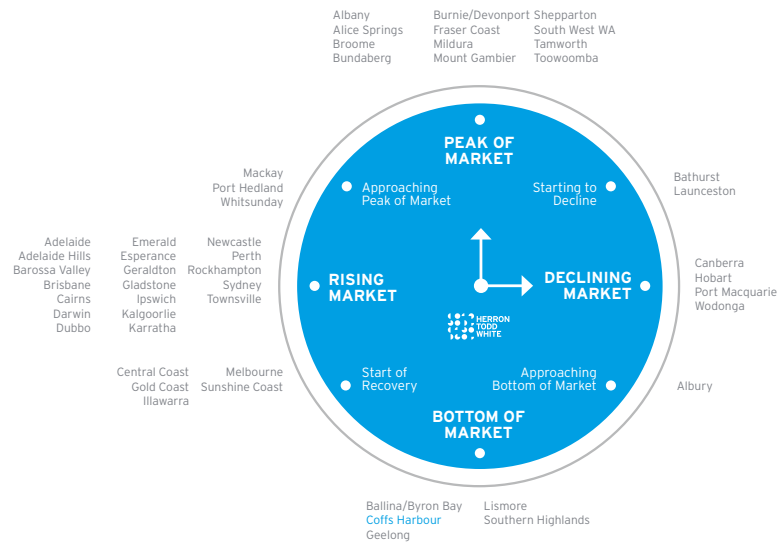 Albany
Alice Springs
Broome
Bundaberg
Burnie/Devonport
Fraser Coast
Mildura
Mount Gambier
Shepparton
South West WA
Tamworth
Toowoomba
PEAK OF
MARKET
Mackay
Port Hedland
Whitsunday
Approaching
Peak of Market
Starting to
Decline
Bathurst
Launceston
Adelaide
Adelaide Hills
Barossa Valley
Brisbane
Cairns
Darwin
Dubbo
Emerald
Esperance
Geraldton
Gladstone
Ipswich
Kalgoorlie
Karratha
Newcastle
Perth
Rockhampton
Sydney
Townsville
RISING
MARKET
DECLINING
MARKET
Canberra
Hobart
Port Macquarie
Wodonga
HERRON
TODD
WHITE
Central Coast
Gold Coast
Illawarra
Melbourne
Sunshine Coast
Start of
Recovery
Approaching
Bottom of Market
Albury
BOTTOM OF
MARKET
Ballina/Byron Bay
Coffs Harbour
Geelong
Lismore
Southern Highlands